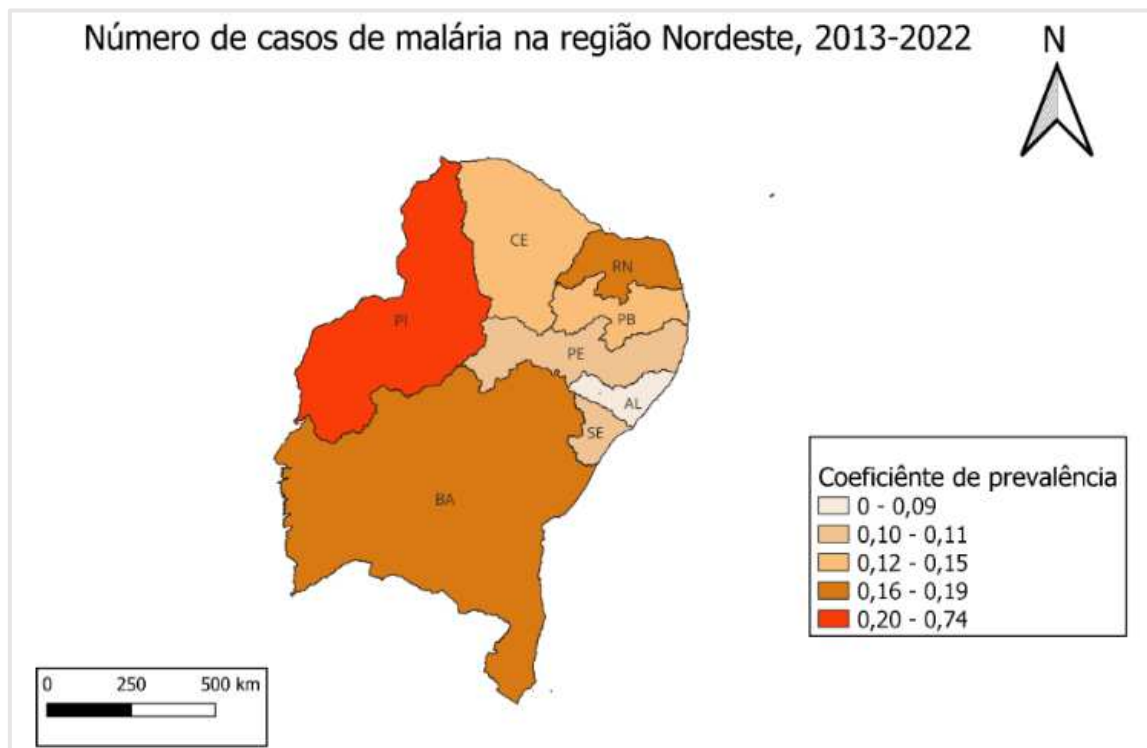 Número de casos de malária na região Nordeste, 2013-2022
N
CE
RN
PI
PB
PE
AL
SE
BA
Coeficiênte de prevalência
0 - 0,09
0,10 - 0,11
0,12 - 0,15
0,16 - 0,19
0,20 - 0,74
0 250 500 km